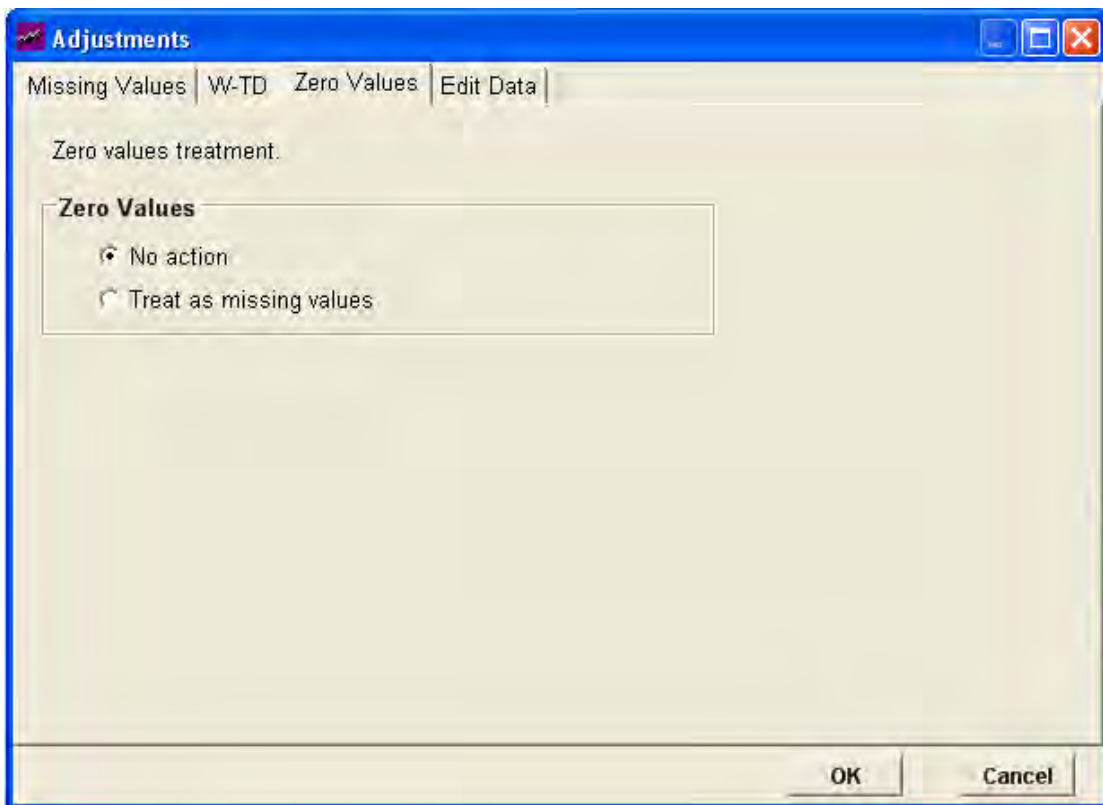 Adjustments
Missing Values W-TD Zero Values Edit Data
Zero values treatment.
Zero Values
No action
Treat as missing values
OK Cancel